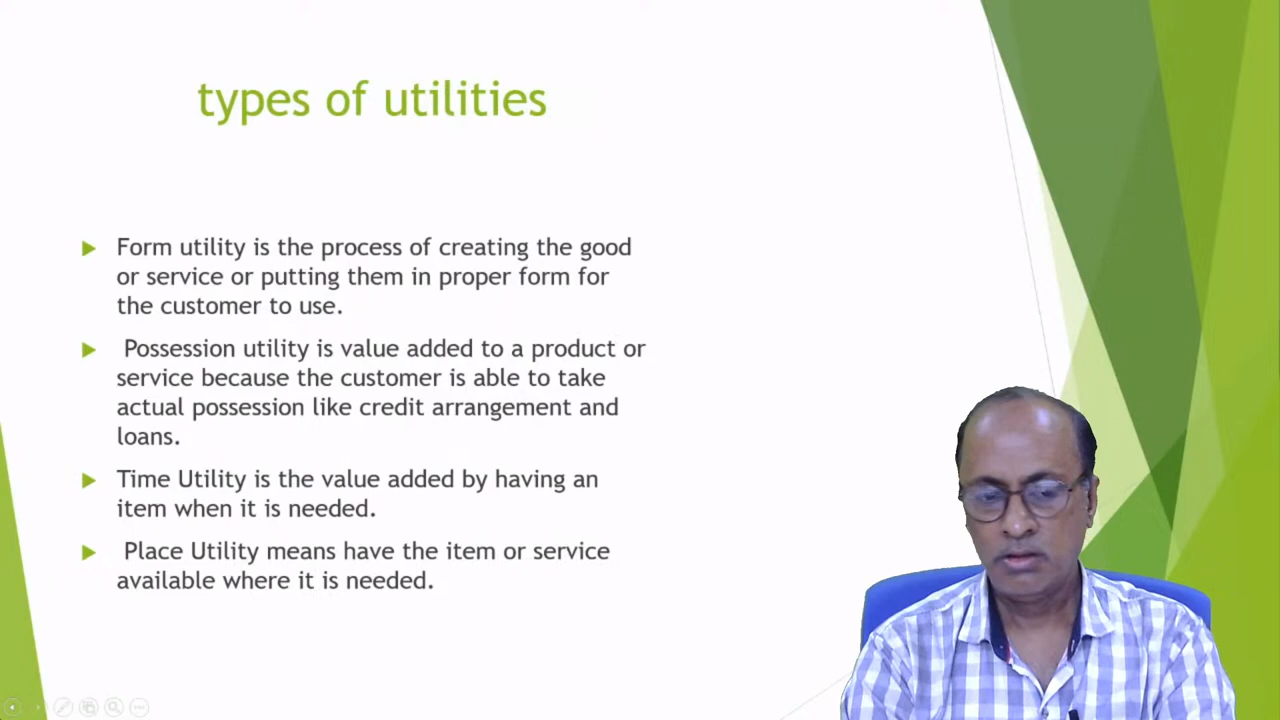 types of utilities
Form utility is the process of creating the good
or service or putting them in proper form for
the customer to use.
Possession utility is value added to a product or
service because the customer is able to take
actual possession like credit arrangement and
loans.
Time Utility is the value added by having an
item when it is needed.
Place Utility means have the item or service
available where it is needed.